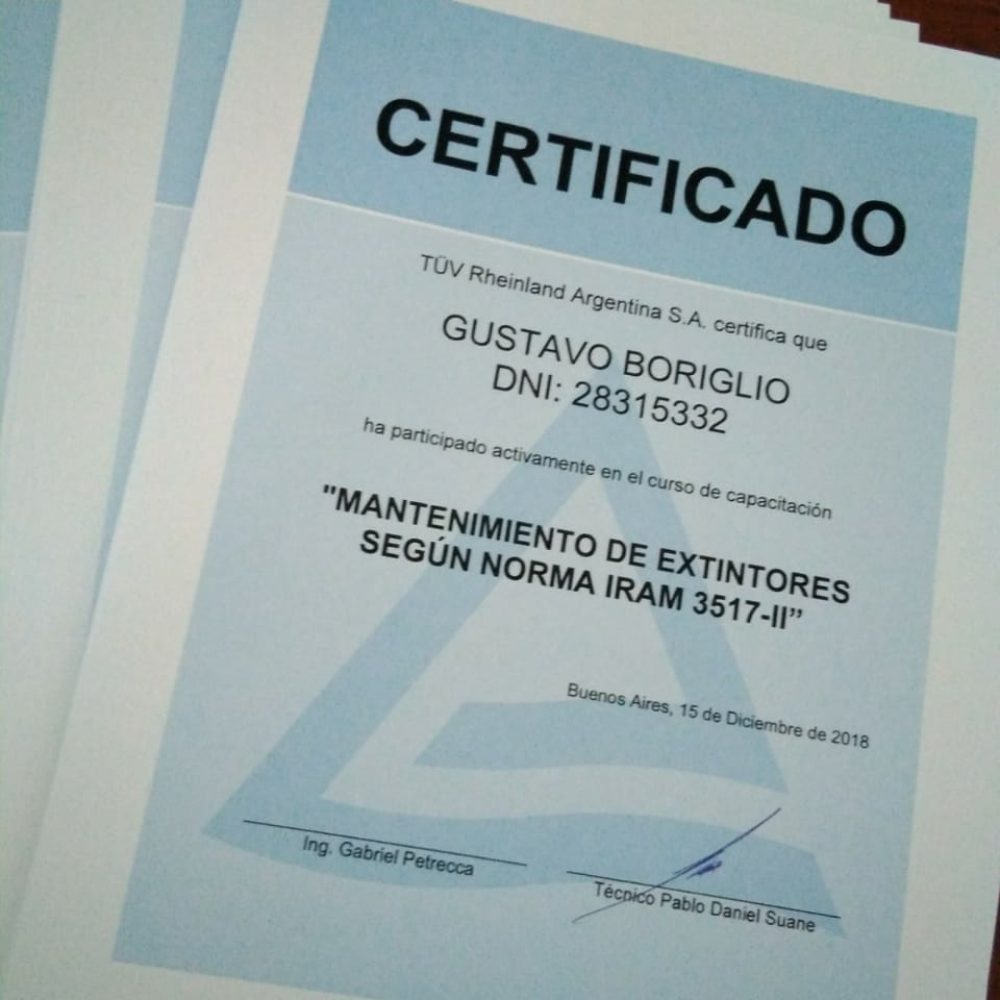 CERTIFICADO
TÜV Rheinland Argentina S.A. certifica que
GUSTAVO BORIGLIO
DNI: 28315332
ha participado activamente en el curso de capacitación
"MANTENIMIENTO DE EXTINTORES
SEGÚN NORMA IRAM 3517-II”
Buenos Aires, 15 de Diciembre de 2018
Ing. Gabriel Petrecca
Técnico Pablo Daniel Suane